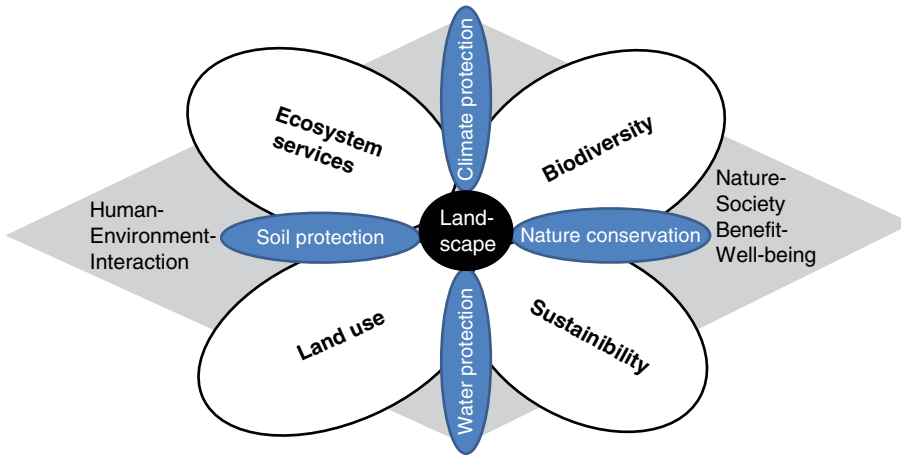 Climate protection
Ecosystem
services
Biodiversity
Human-
Environment-
Interaction
Soil protection
Land-
scape
Nature conservation
Nature-
Society
Benefit-
Well-being
Land use
Water protection
Sustainibility